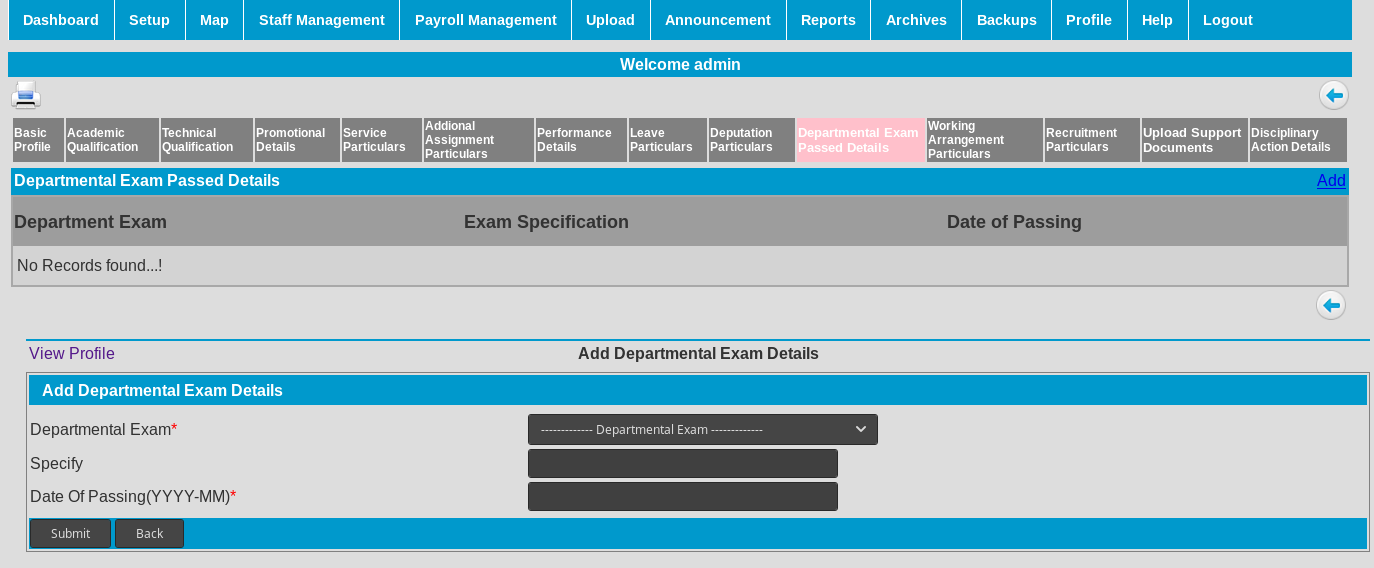 Dashboard Setup Map Staff Management Payroll Management Upload Announcement Reports Archives Backups Profile Help Logout
Welcome admin
Basic Profile
Academic Qualification
Technical Qualification
Promotional Details
Service Particulars
Addional Assignment Particulars
Performance Details
Leave Particulars
Deputation Particulars
Departmental Exam Passed Details
Working Arrangement Particulars
Recruitment Particulars
Upload Support Documents
Disciplinary Action Details
Departmental Exam Passed Details Add
Department Exam Exam Specification Date of Passing
No Records found...!
View Profile Add Departmental Exam Details
Add Departmental Exam Details
Departmental Exam* ------------- Departmental Exam -------------
Specify
Date Of Passing(YYYY-MM)*
Submit Back